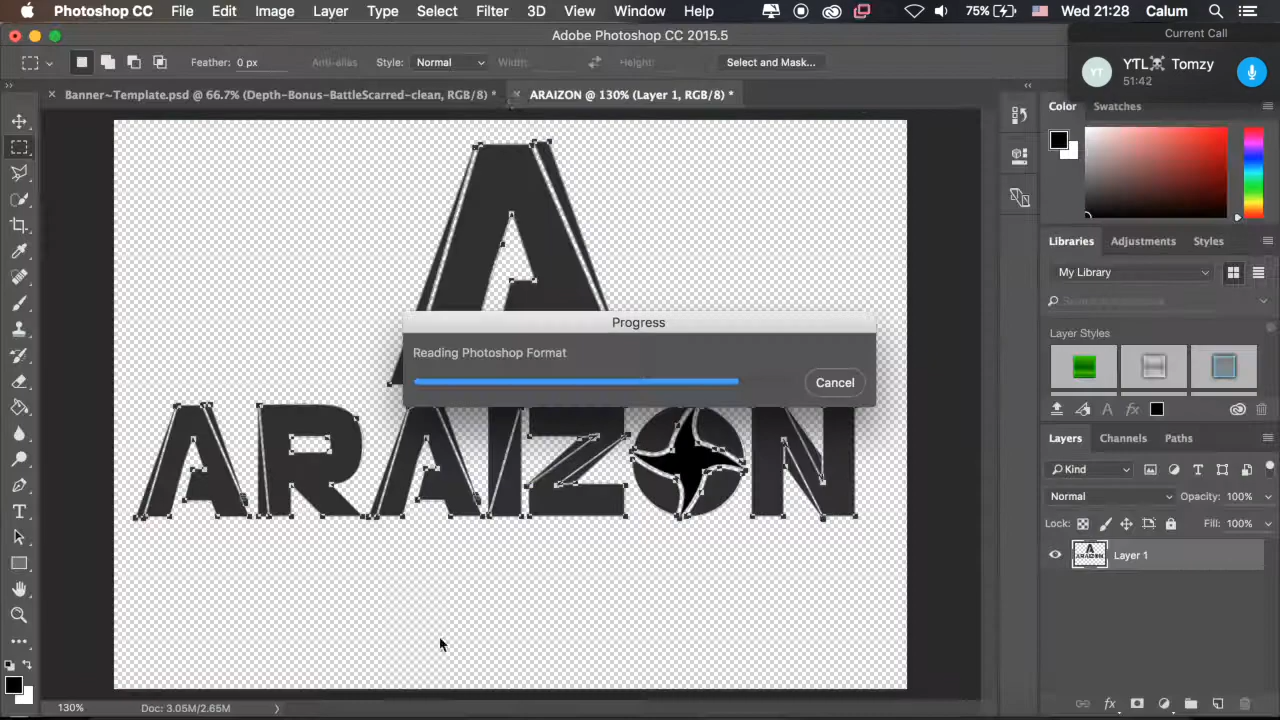 Photoshop CC File Edit Image Layer Type Select Filter 3D View Window Help 75% Wed 21:28 Calum
Adobe Photoshop CC 2015.5
Current Call
YT YTL☠ Tomzy
51:42
Feather: 0 px Anti-alias Style: Normal Width: Height: Select and Mask...
Banner~Template.psd @ 66.7% (Depth-Bonus-BattleScarred-clean, RGB/8) * ARAIZON @ 130% (Layer 1, RGB/8) *
Color Swatches
Libraries Adjustments Styles
My Library
Search Adobe Stock
Layer Styles
A
Progress
Reading Photoshop Format
Cancel
ARAIZON
Layers Channels Paths
Kind
Normal Opacity: 100%
Lock: Fill: 100%
Layer 1
130% Doc: 3.05M/2.65M